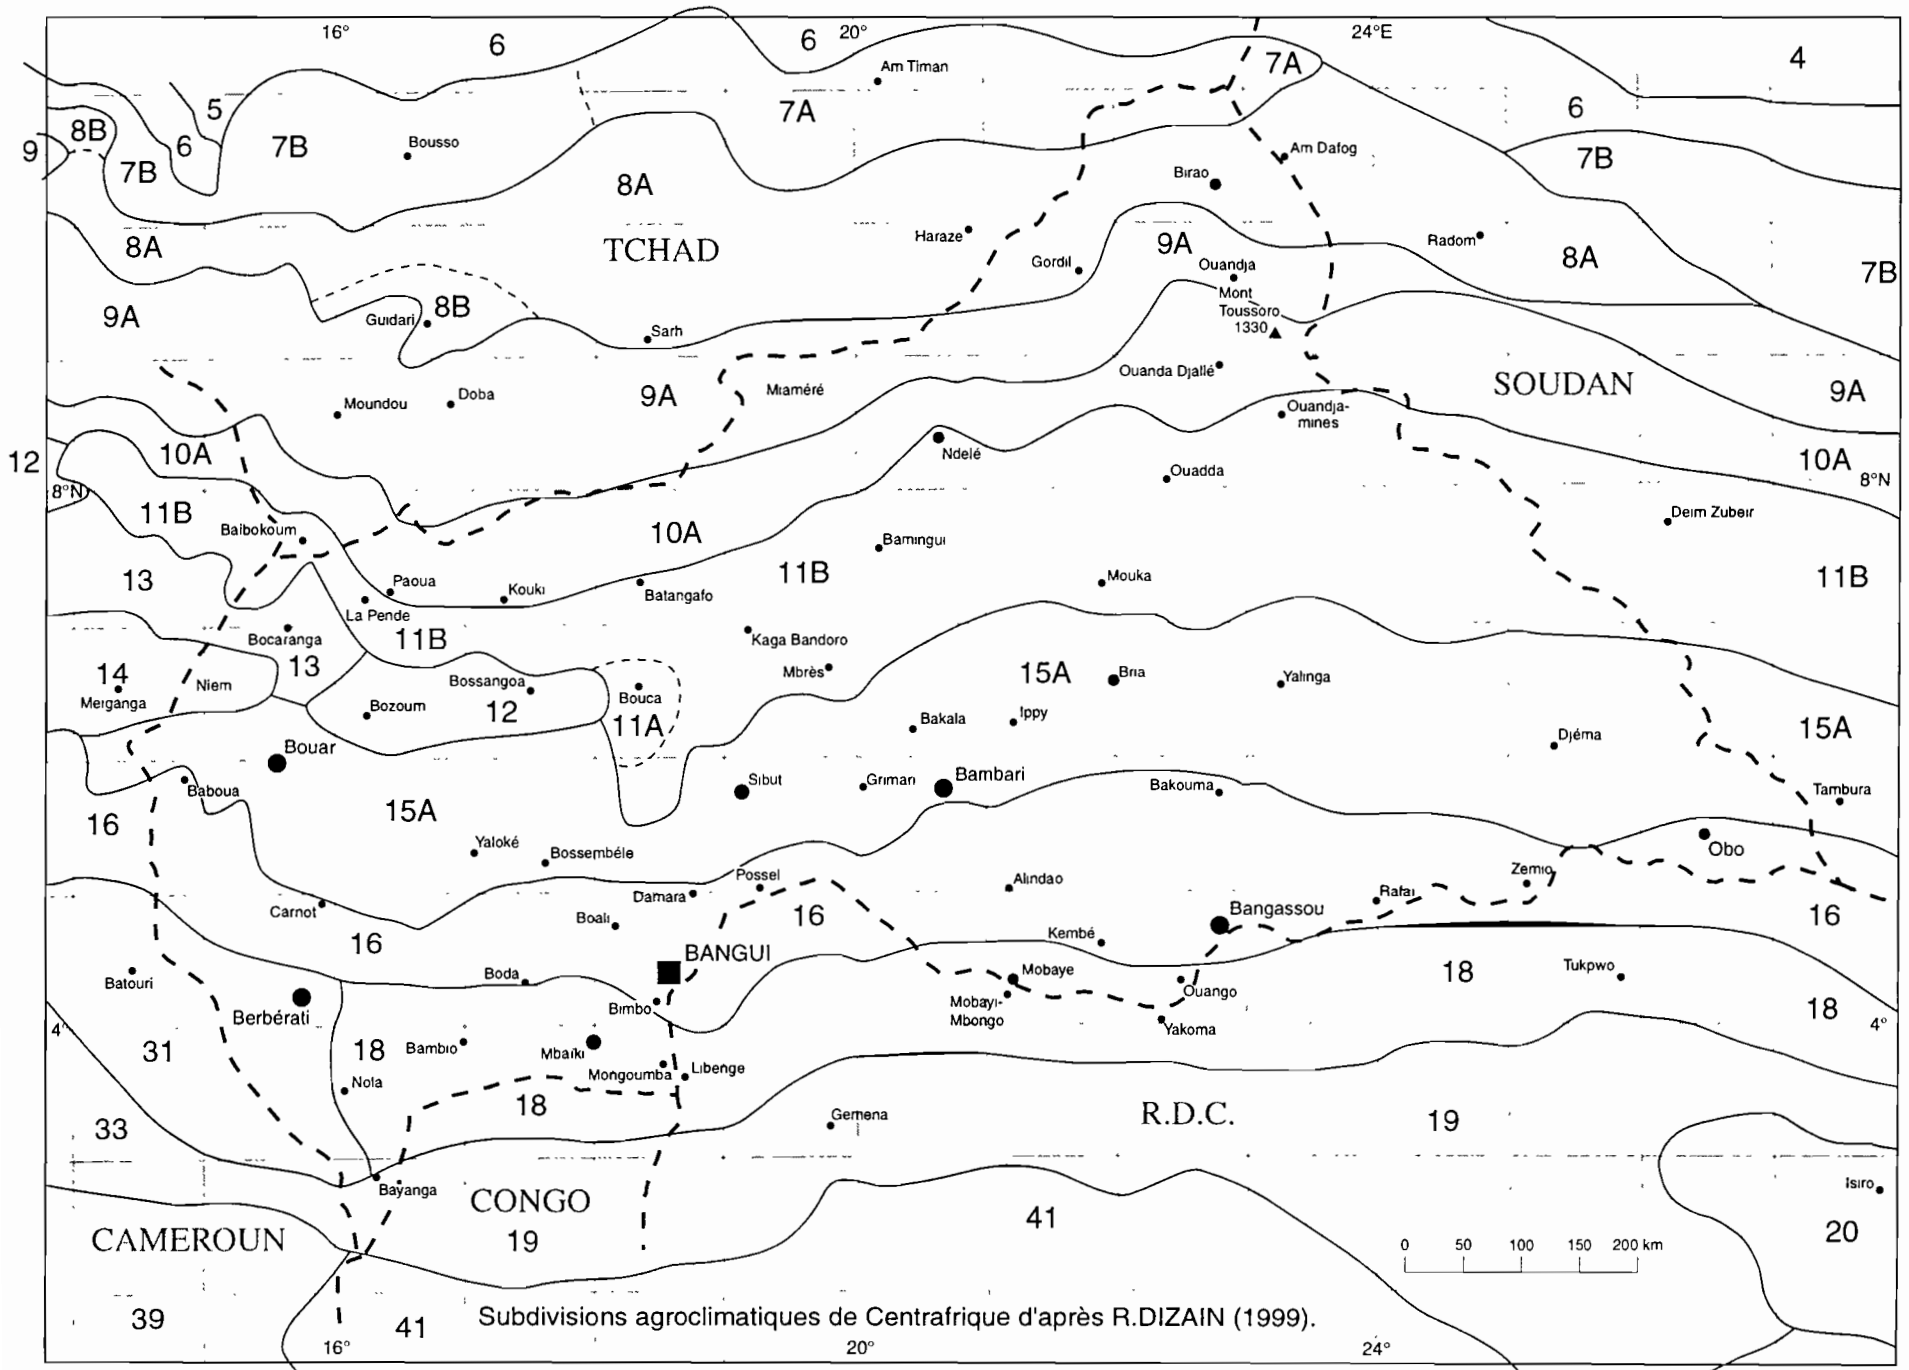 16°
20°
24°E
6
6
7A
4
Am Timan
5
7A
6
8B
6
7B
Bousso
9
7B
Am Dafog
7B
Birao
8A
8A
TCHAD
Haraze
9A
Radom
8A
Gordil
Ouandja
7B
Mont
Toussoro
1330
9A
Guidari
8B
Sarh
Ouanda Djallé
SOUDAN
Miaméré
9A
Doba
9A
Moundou
Ouandja-
mines
10A
Ndelé
12
Ouadda
10A
8°N
8°N
11B
Deim Zubeir
Baibokoum
10A
Bamingui
13
11B
Mouka
11B
Paoua
Kouki
Batangafo
La Pende
Bocaranga
11B
Kaga Bandoro
13
Mbrès
14
Niem
Bossangoa
15A
Bria
Yalinga
Merganga
Bozoum
12
Bouca
11A
Bakala
Ippy
15A
Djéma
Bouar
Baboua
Sibut
Grimari
Bambari
Bakouma
Tambura
16
15A
Yaloké
Bossembéle
Obo
Possel
Alindao
Zemio
Damara
Rafai
Carnot
Boali
16
Bangassou
16
16
Kembé
BANGUI
Batouri
Boda
Mobaye
18
Tukpwo
Ouango
Berbérati
Bimbo
Mobayi-
Mbongo
18
4°
Yakoma
4°
31
18
Bambio
Mbaïki
Mongoumba
Libenge
Nola
18
33
Gemena
R.D.C.
19
Bayanga
Isiro
CONGO
41
CAMEROUN
19
20
0 50 100 150 200 km
39
41
Subdivisions agroclimatiques de Centrafrique d'après R.DIZAIN (1999).
16°
20°
24°